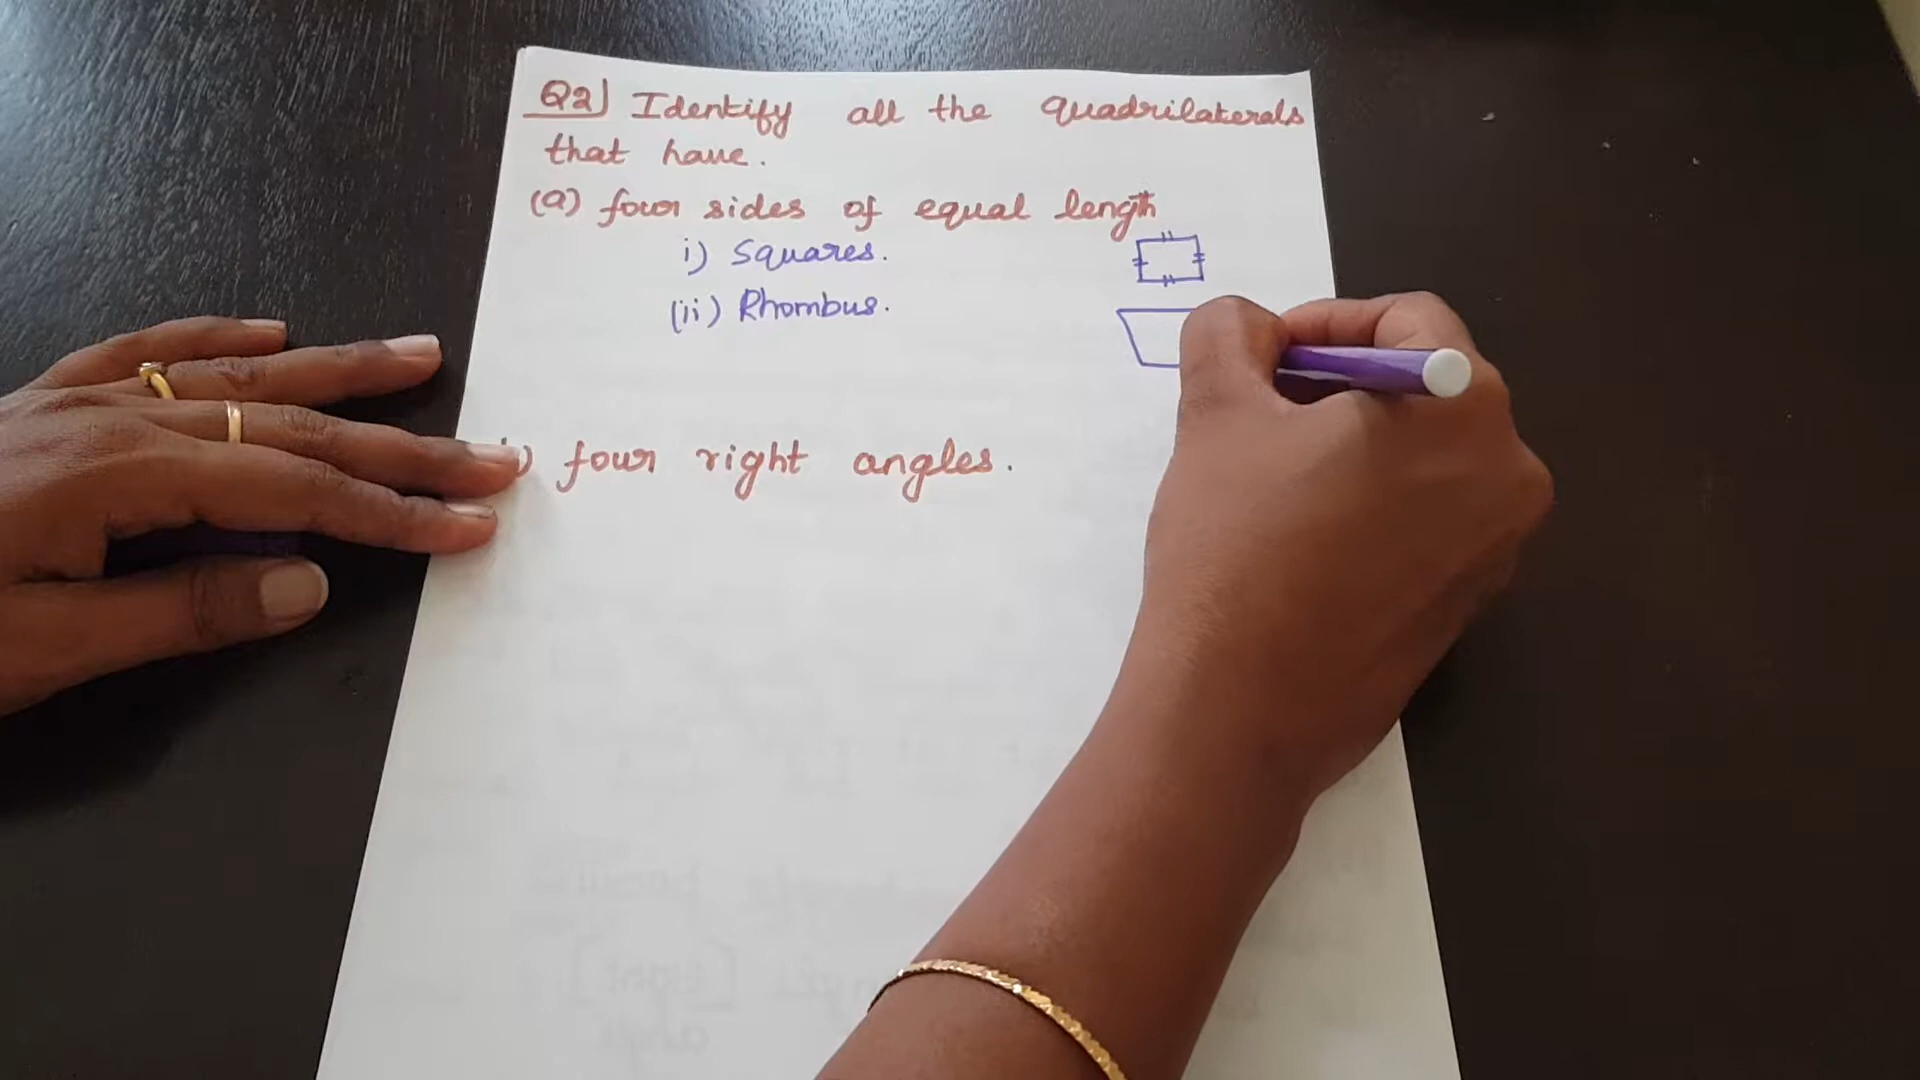 Q2) Identify all the quadrilaterals
that have.
(a) four sides of equal length
i) Squares.
(ii) Rhombus.
) four right angles.